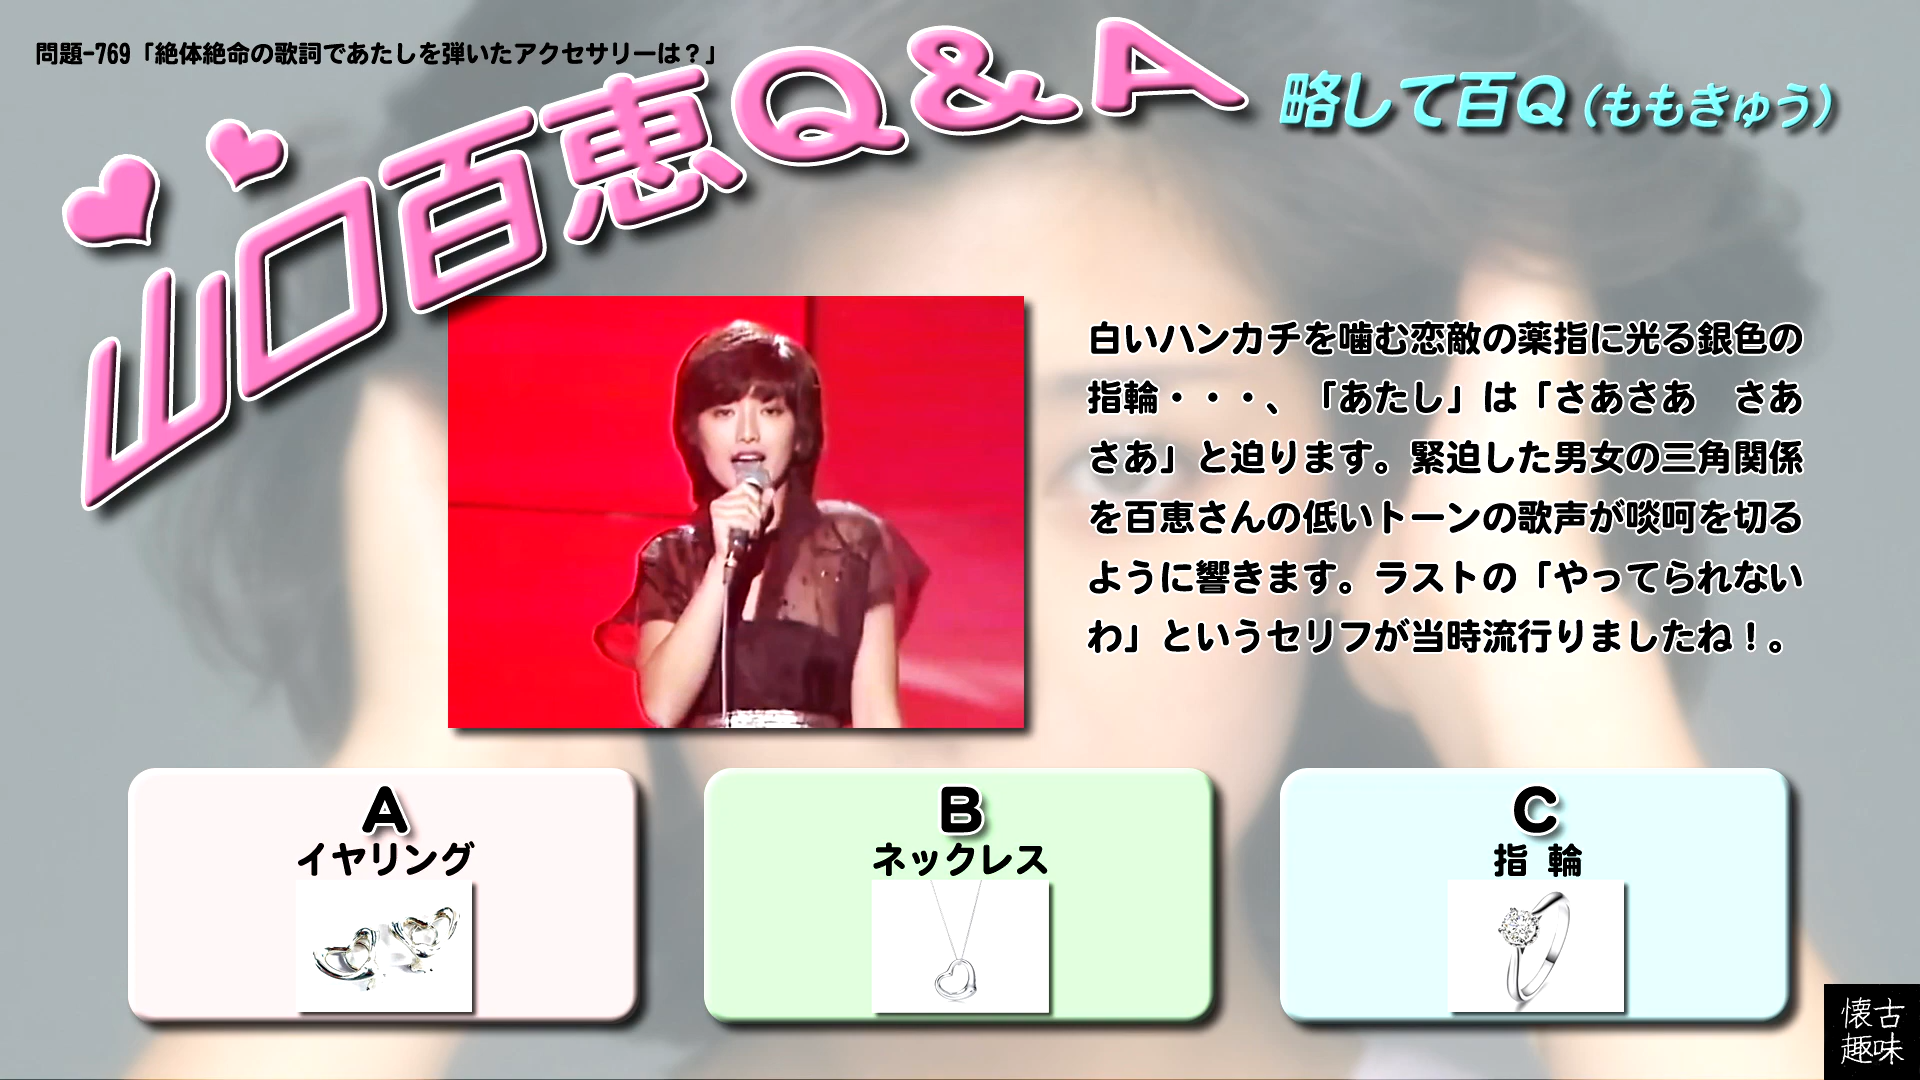 問題-769「絶体絶命の歌詞であたしを弾いたアクセサリーは？」
山口百恵Q&A
略して百Q（ももきゅう）
白いハンカチを噛む恋敵の薬指に光る銀色の
指輪・・・、「あたし」は「さあさあ　さあ
さあ」と迫ります。緊迫した男女の三角関係
を百恵さんの低いトーンの歌声が啖呵を切る
ように響きます。ラストの「やってられない
わ」というセリフが当時流行りましたね！。
A
イヤリング
B
ネックレス
C
指 輪
懐古
趣味